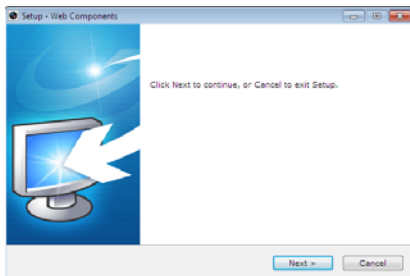 Setup - Web Components
Click Next to continue, or Cancel to exit Setup.
Next >
Cancel